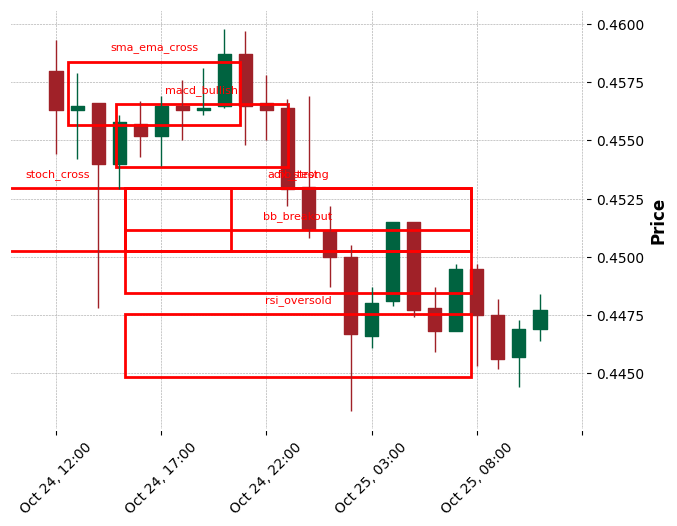 sma_ema_cross
macd_bullish
stoch_cross
bb_breakout
rsi_oversold
0.4600
0.4575
0.4550
0.4525
0.4500
0.4475
0.4450
Price
Oct 24, 12:00
Oct 24, 17:00
Oct 24, 22:00
Oct 25, 03:00
Oct 25, 08:00